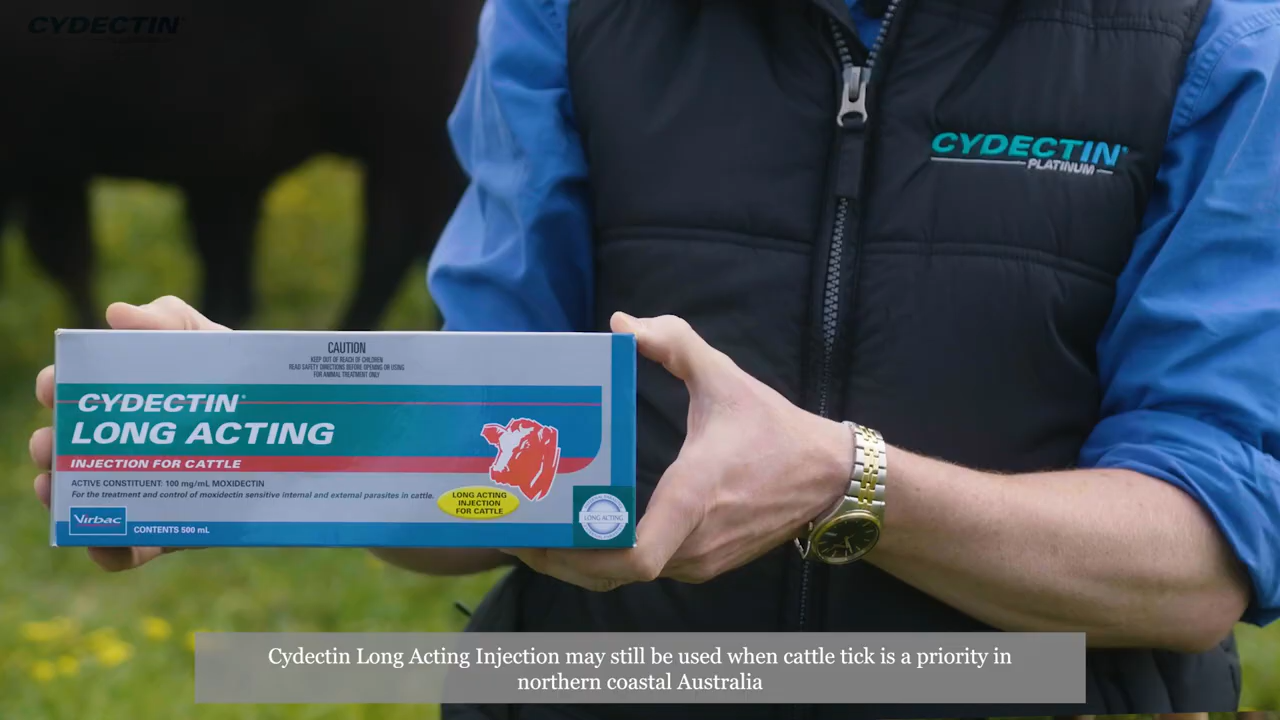 CYDECTIN
CYDECTIN®
PLATINUM
CAUTION
KEEP OUT OF REACH OF CHILDREN
READ SAFETY DIRECTIONS BEFORE OPENING OR USING
FOR ANIMAL TREATMENT ONLY
CYDECTIN®
LONG ACTING
INJECTION FOR CATTLE
ACTIVE CONSTITUENT: 100 mg/mL MOXIDECTIN
For the treatment and control of moxidectin sensitive internal and external parasites in cattle.
LONG ACTING
INJECTION
FOR CATTLE
Virbac
CONTENTS 500 mL
LONG ACTING
Cydectin Long Acting Injection may still be used when cattle tick is a priority in
northern coastal Australia